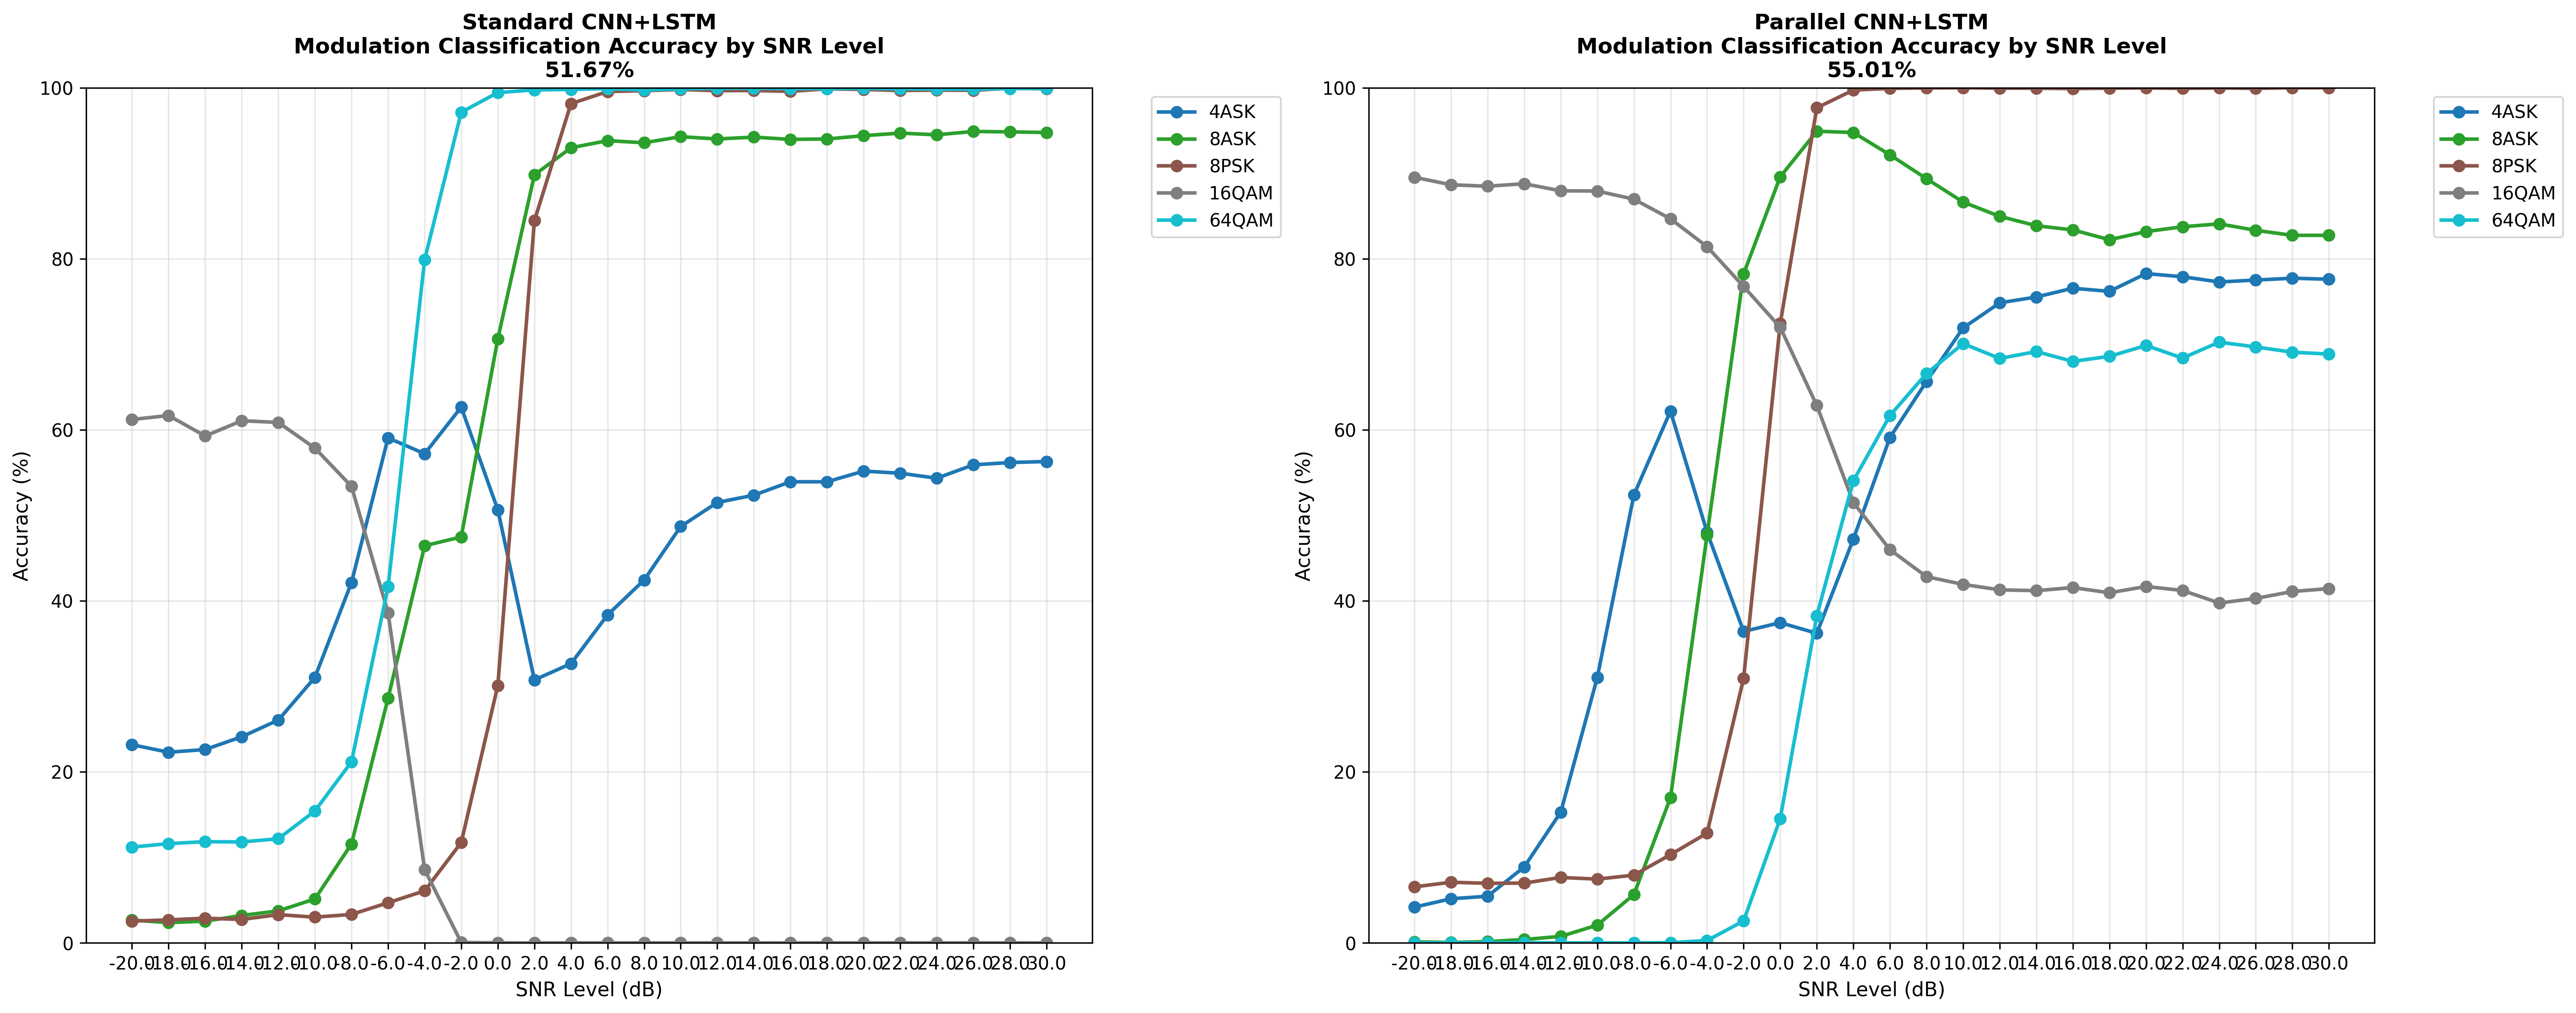 Standard CNN+LSTM
Modulation Classification Accuracy by SNR Level
51.67%
Accuracy (%)
100
80
60
40
20
0
-20.0 -18.0 -16.0 -14.0 -12.0 -10.0 -8.0 -6.0 -4.0 -2.0 0.0 2.0 4.0 6.0 8.0 10.0 12.0 14.0 16.0 18.0 20.0 22.0 24.0 26.0 28.0 30.0
SNR Level (dB)
4ASK
8ASK
8PSK
16QAM
64QAM
Parallel CNN+LSTM
Modulation Classification Accuracy by SNR Level
55.01%
Accuracy (%)
100
80
60
40
20
0
-20.0 -18.0 -16.0 -14.0 -12.0 -10.0 -8.0 -6.0 -4.0 -2.0 0.0 2.0 4.0 6.0 8.0 10.0 12.0 14.0 16.0 18.0 20.0 22.0 24.0 26.0 28.0 30.0
SNR Level (dB)
4ASK
8ASK
8PSK
16QAM
64QAM